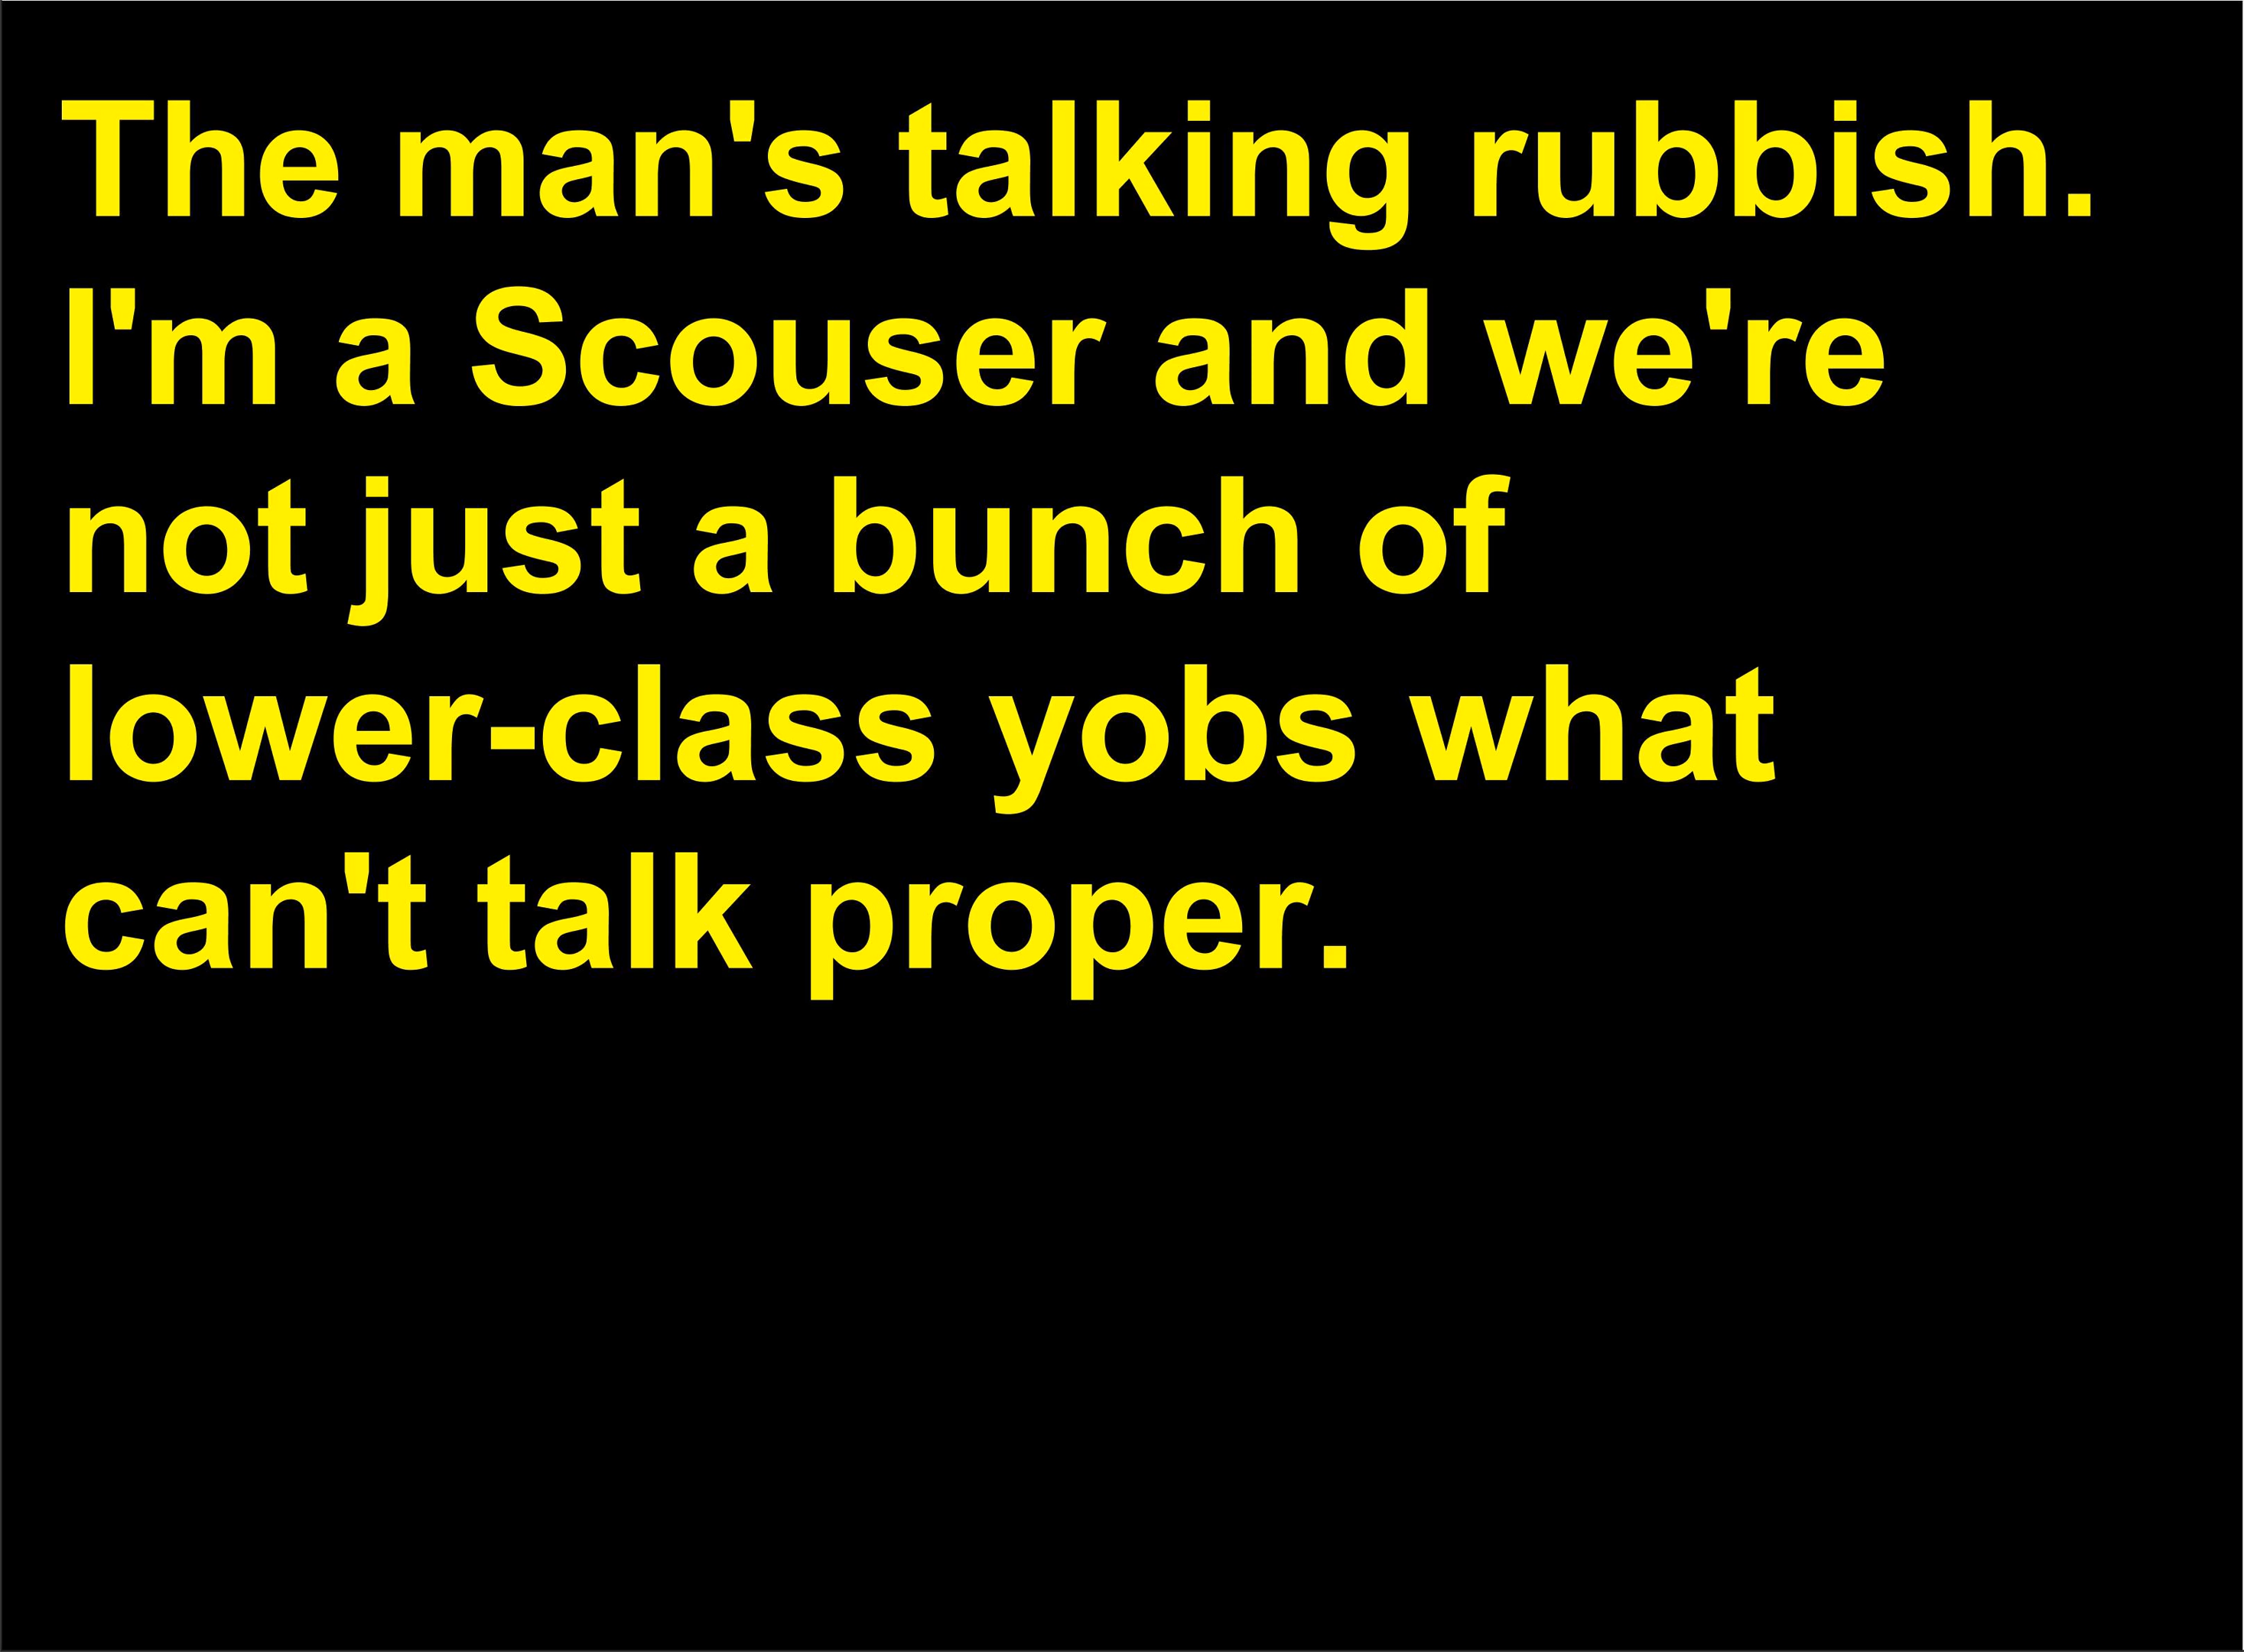 The man's talking rubbish.
I'm a Scouser and we're
not just a bunch of
lower-class yobs what
can't talk proper.